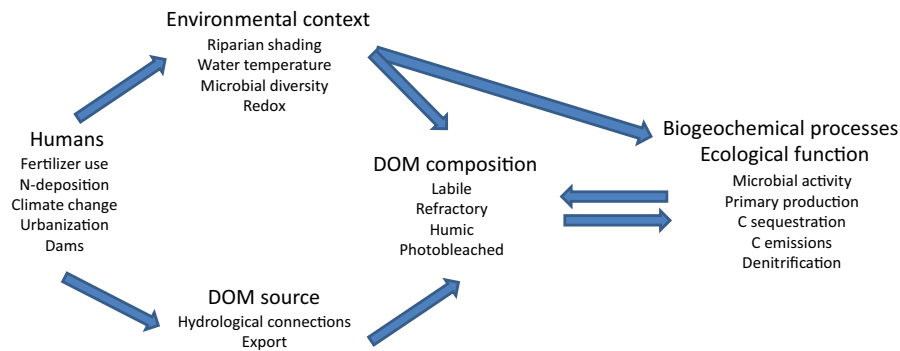 Environmental context
Riparian shading
Water temperature
Microbial diversity
Redox
Humans
Fertilizer use
N-deposition
Climate change
Urbanization
Dams
DOM composition
Labile
Refractory
Humic
Photobleached
Biogeochemical processes
Ecological function
Microbial activity
Primary production
C sequestration
C emissions
Denitrification
DOM source
Hydrological connections
Export